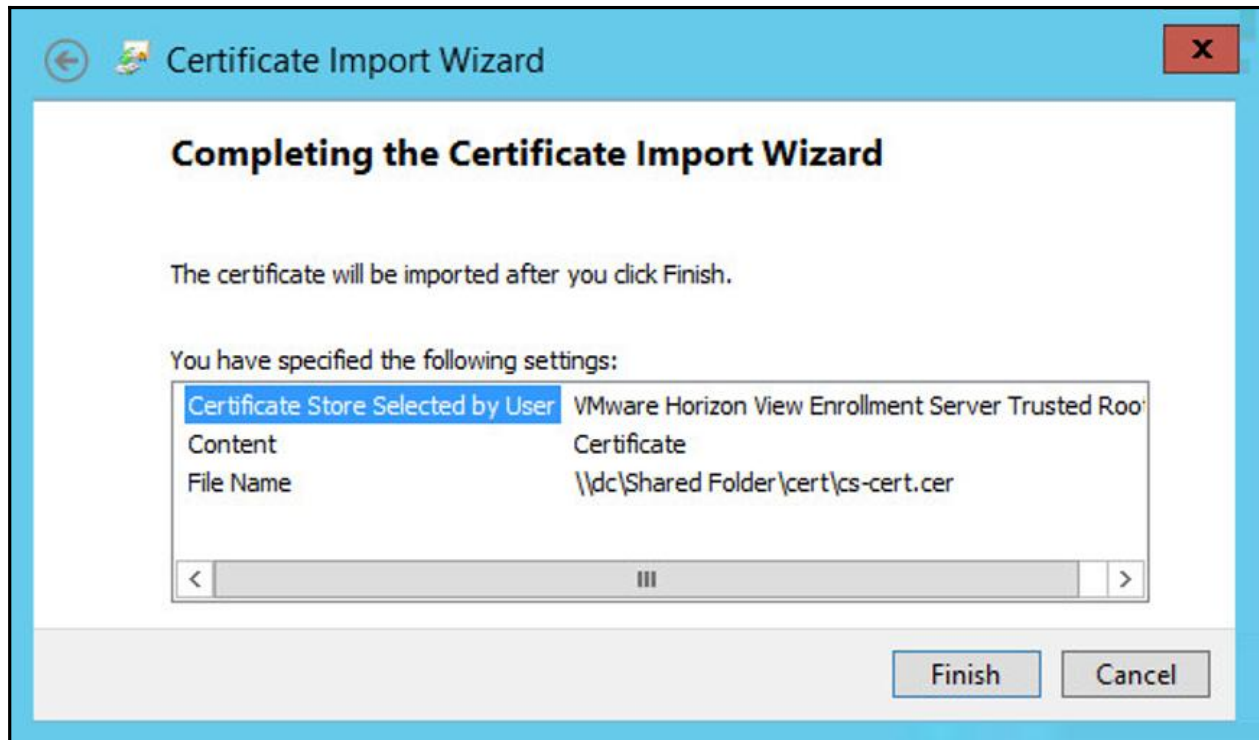 Certificate Import Wizard
X
Completing the Certificate Import Wizard
The certificate will be imported after you click Finish.
You have specified the following settings:
Certificate Store Selected by User VMware Horizon View Enrollment Server Trusted Roo
Content Certificate
File Name \\dc\Shared Folder\cert\cs-cert.cer
Finish Cancel